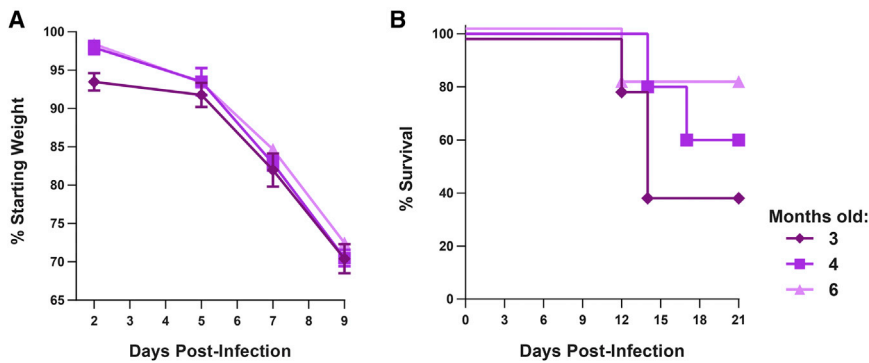 A
100
95
90
85
80
75
70
65
% Starting Weight
2 3 4 5 6 7 8 9
Days Post-Infection
B
100
80
60
40
20
0
% Survival
0 3 6 9 12 15 18 21
Days Post-Infection
Months old:
3
4
6